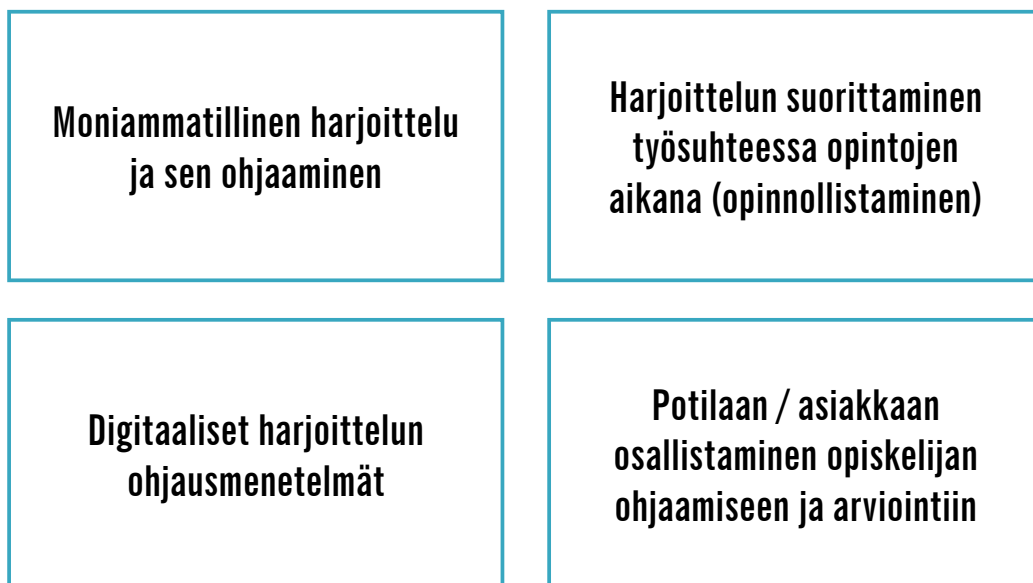 Moniammatillinen harjoittelu
ja sen ohjaaminen
Harjoittelun suorittaminen
työsuhteessa opintojen
aikana (opinnollistaminen)
Digitaaliset harjoittelun
ohjausmenetelmät
Potilaan / asiakkaan
osallistaminen opiskelijan
ohjaamiseen ja arviointiin